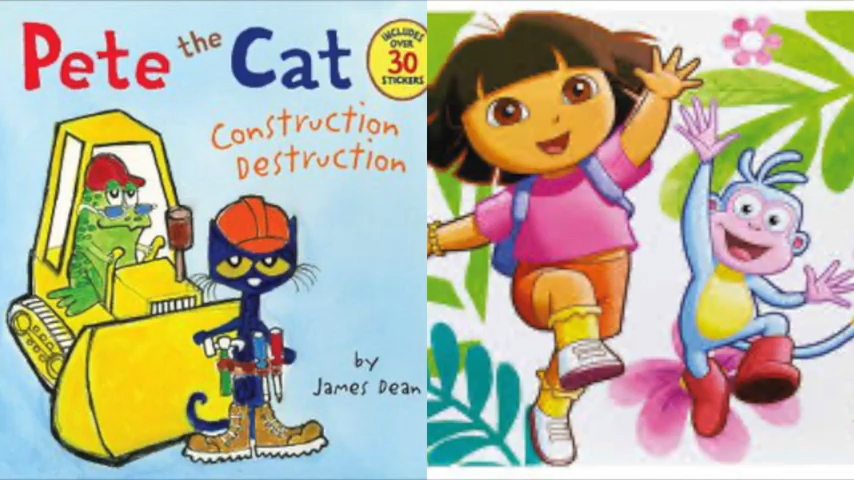 Pete the Cat
INCLUDES
OVER
30
STICKERS
Construction
Destruction
by
James Dean